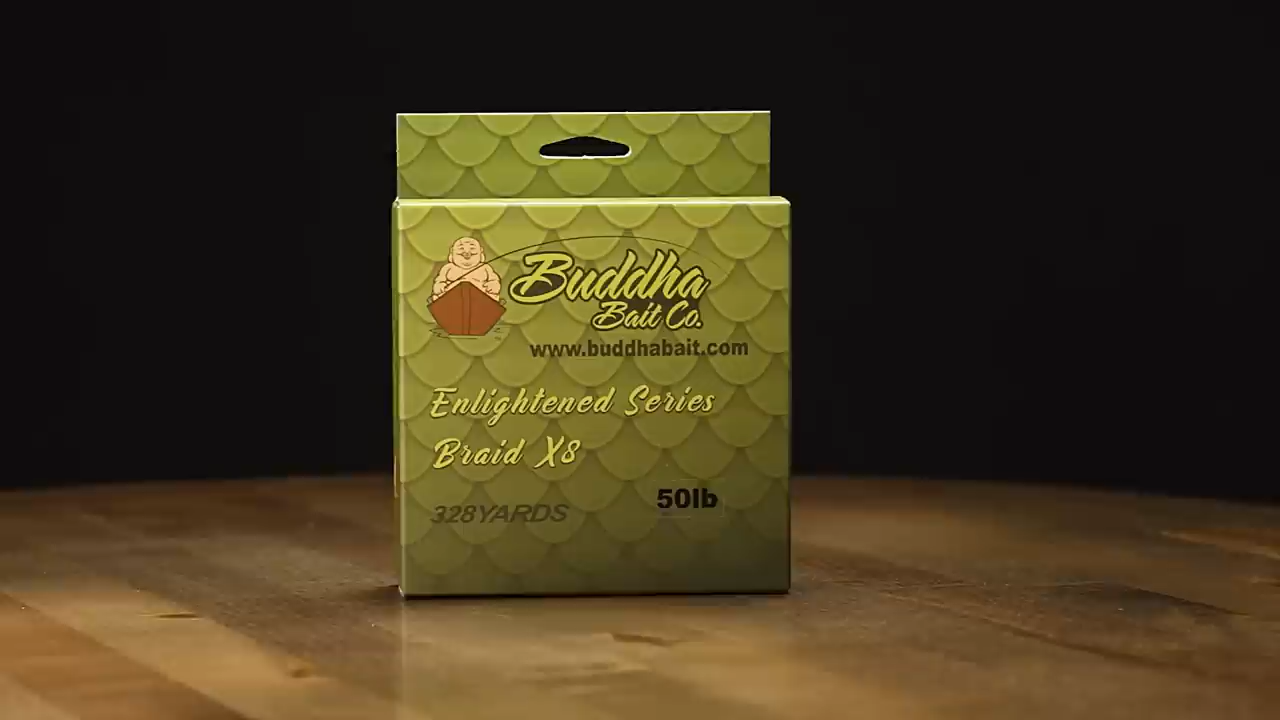 Buddha
Bait Co.
www.buddhabait.com
Enlightened Series
Braid X8
328YARDS
50lb